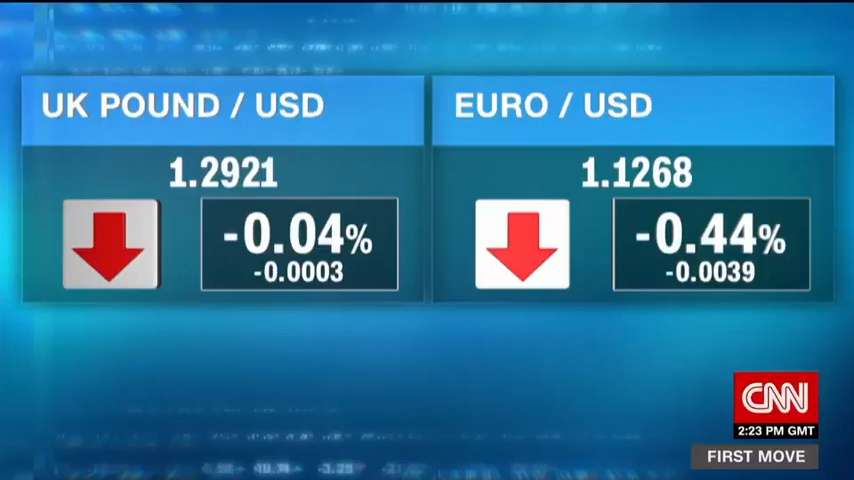 UK POUND / USD
1.2921
-0.04%
-0.0003
EURO / USD
1.1268
-0.44%
-0.0039
CNN
2:23 PM GMT
FIRST MOVE